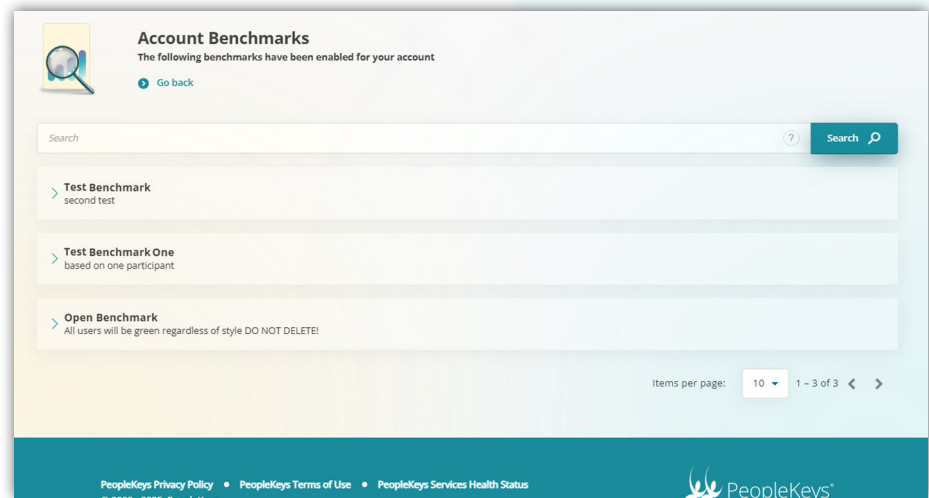 Account Benchmarks
The following benchmarks have been enabled for your account
Go back
Search
?
Search
Test Benchmark
second test
Test Benchmark One
based on one participant
Open Benchmark
All users will be green regardless of style DO NOT DELETE!
Items per page: 10 1 – 3 of 3
PeopleKeys Privacy Policy • PeopleKeys Terms of Use • PeopleKeys Services Health Status
PeopleKeys®